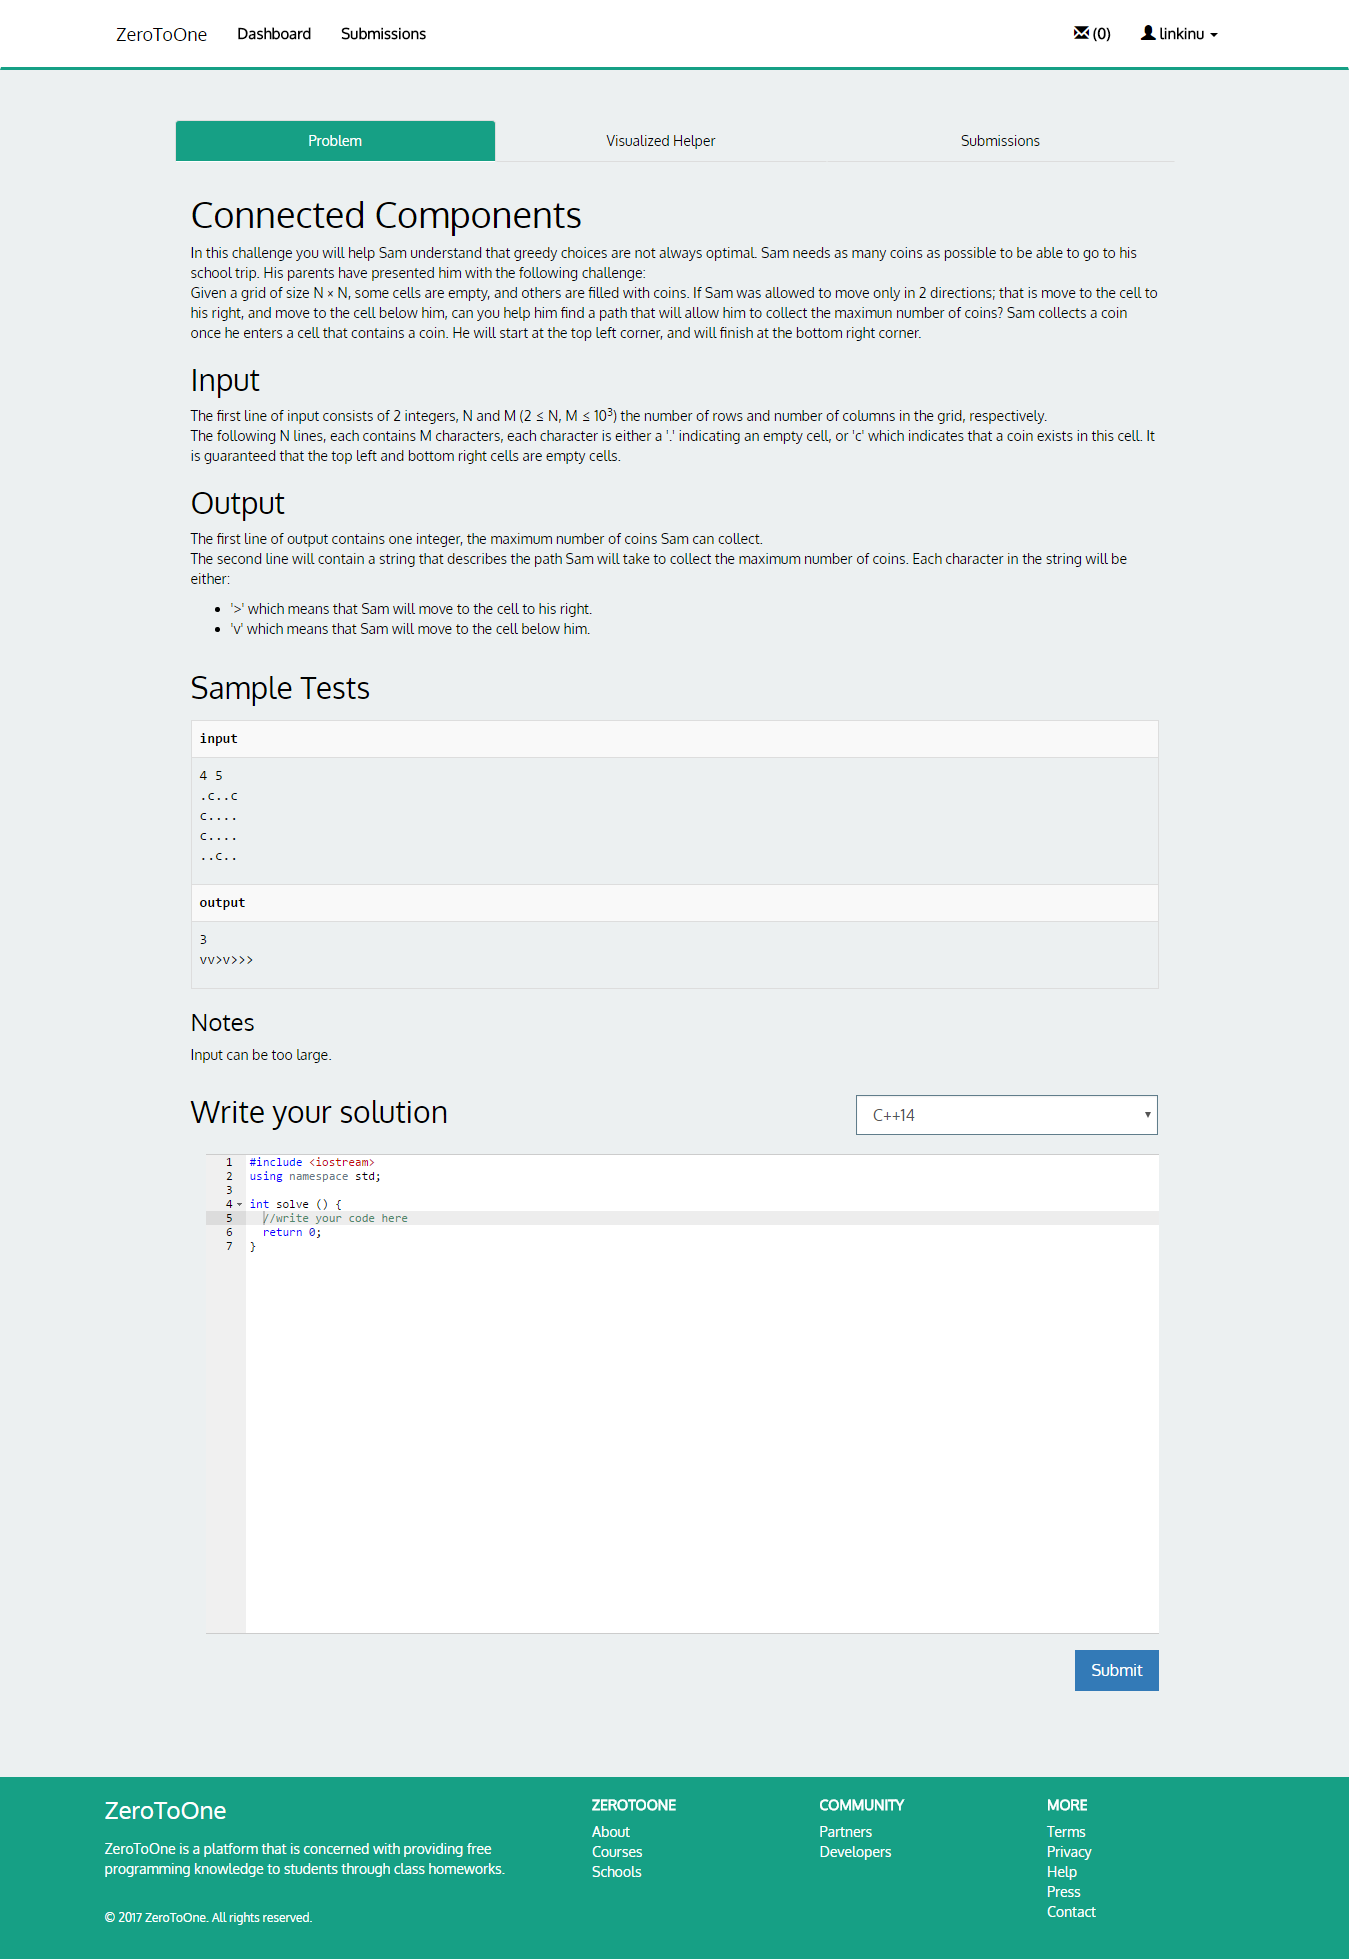 ZeroToOne Dashboard Submissions (0) linkinu
Problem Visualized Helper Submissions
Connected Components
In this challenge you will help Sam understand that greedy choices are not always optimal. Sam needs as many coins as possible to be able to go to his
school trip. His parents have presented him with the following challenge:
Given a grid of size N × N, some cells are empty, and others are filled with coins. If Sam was allowed to move only in 2 directions; that is move to the cell to
his right, and move to the cell below him, can you help him find a path that will allow him to collect the maximun number of coins? Sam collects a coin
once he enters a cell that contains a coin. He will start at the top left corner, and will finish at the bottom right corner.
Input
The first line of input consists of 2 integers, N and M (2 ≤ N, M ≤ 10³) the number of rows and number of columns in the grid, respectively.
The following N lines, each contains M characters, each character is either a '.' indicating an empty cell, or 'c' which indicates that a coin exists in this cell. It
is guaranteed that the top left and bottom right cells are empty cells.
Output
The first line of output contains one integer, the maximum number of coins Sam can collect.
The second line will contain a string that describes the path Sam will take to collect the maximum number of coins. Each character in the string will be
either:
• '>' which means that Sam will move to the cell to his right.
• 'v' which means that Sam will move to the cell below him.
Sample Tests
input
4 5
.c..c
c....
c....
..c..
output
3
vv>v>>>
Notes
Input can be too large.
Write your solution C++14
1 #include <iostream>
2 using namespace std;
3
4 int solve () {
5 //write your code here
6 return 0;
7 }
Submit
ZeroToOne
ZeroToOne is a platform that is concerned with providing free
programming knowledge to students through class homeworks.
© 2017 ZeroToOne. All rights reserved.
ZEROTOONE
About
Courses
Schools
COMMUNITY
Partners
Developers
MORE
Terms
Privacy
Help
Press
Contact